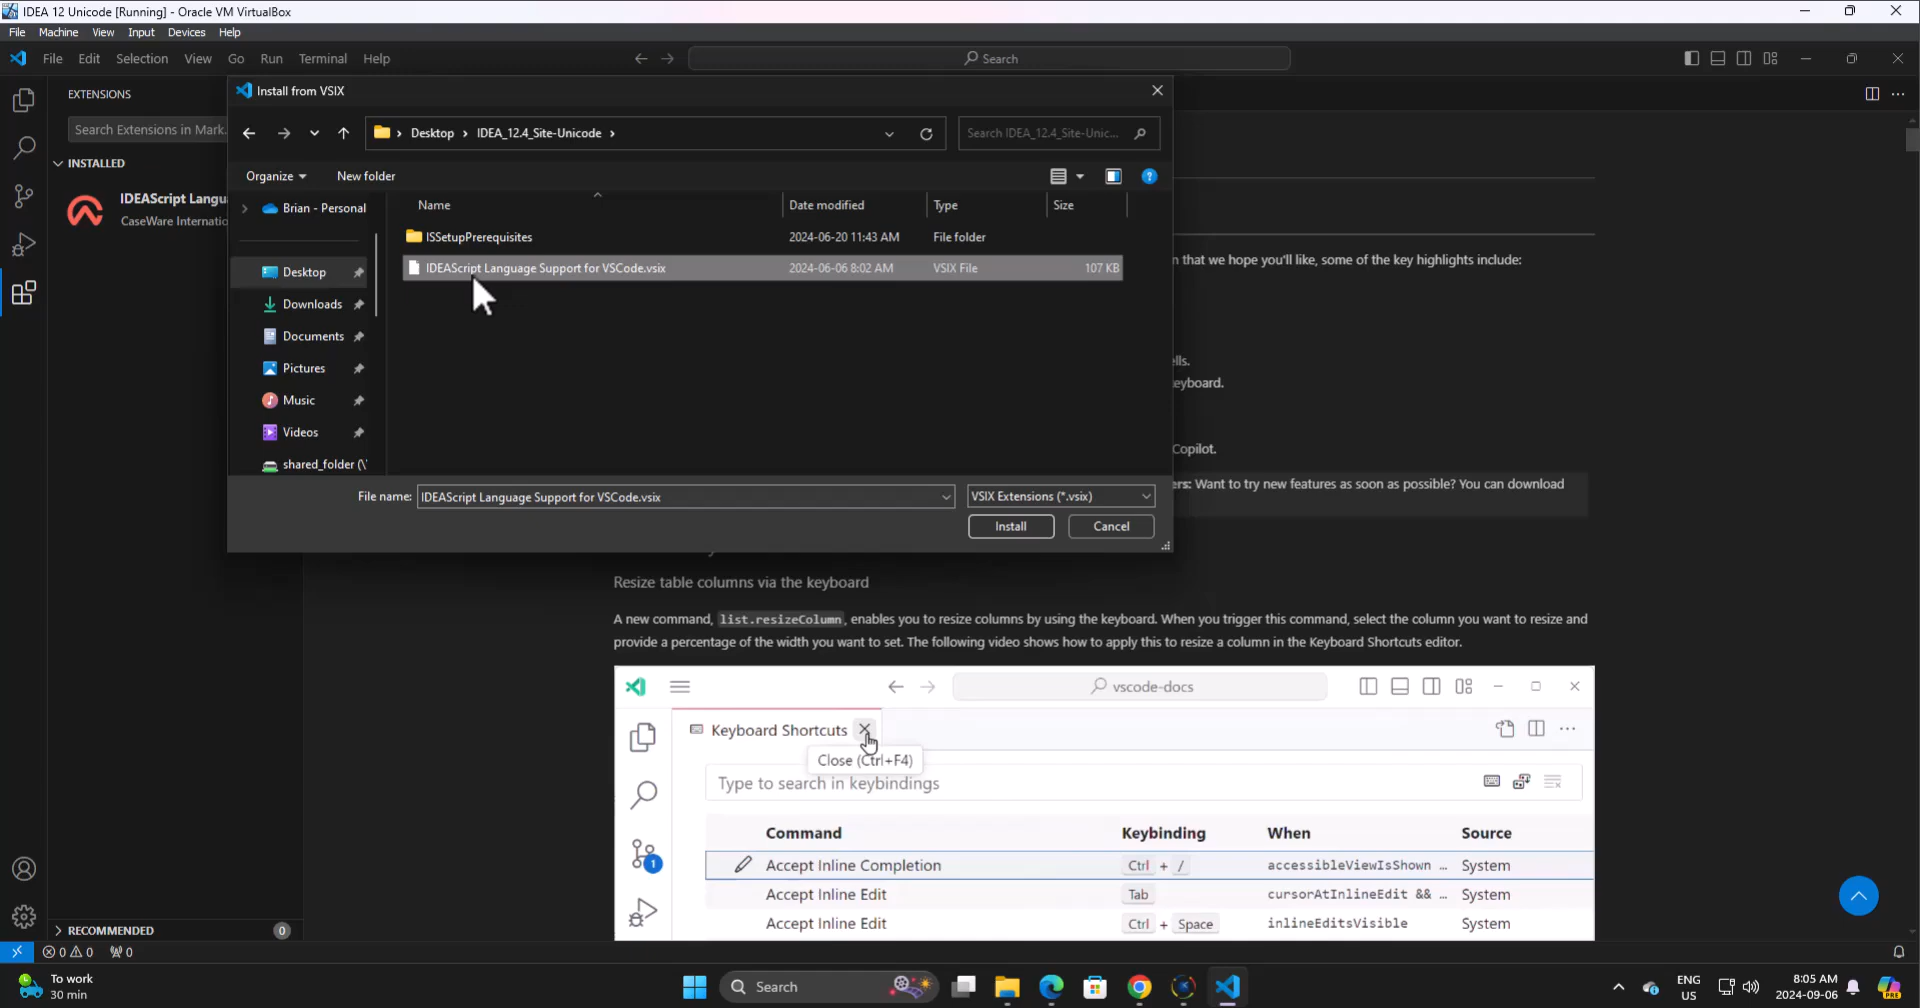 IDEA 12 Unicode [Running] - Oracle VM VirtualBox
File Machine View Input Devices Help
File Edit Selection View Go Run Terminal Help
Search
EXTENSIONS
Search Extensions in Mark
INSTALLED
IDEAScript Langu
CaseWare Internatio
Install from VSIX
Desktop > IDEA_12.4_Site-Unicode >
Search IDEA_12.4_Site-Unic...
Organize
New folder
Brian - Personal
Desktop
Downloads
Documents
Pictures
Music
Videos
shared_folder (\'
Name Date modified Type Size
ISSetupPrerequisites 2024-06-20 11:43 AM File folder
IDEAScript Language Support for VSCode.vsix 2024-06-06 8:02 AM VSIX File 107 KB
File name: IDEAScript Language Support for VSCode.vsix VSIX Extensions (*.vsix)
Install Cancel
n that we hope you'll like, some of the key highlights include:
ells.
keyboard.
Copilot.
ers: Want to try new features as soon as possible? You can download
Resize table columns via the keyboard
A new command, list.resizeColumn, enables you to resize columns by using the keyboard. When you trigger this command, select the column you want to resize and
provide a percentage of the width you want to set. The following video shows how to apply this to resize a column in the Keyboard Shortcuts editor.
vscode-docs
Keyboard Shortcuts
Close (Ctrl+F4)
Type to search in keybindings
Command Keybinding When Source
Accept Inline Completion Ctrl + / accessibleViewIsShown … System
Accept Inline Edit Tab cursorAtInlineEdit && … System
Accept Inline Edit Ctrl + Space inlineEditsVisible System
1
RECOMMENDED 0
0 0 0
To work
30 min
Search
ENG
US
8:05 AM
2024-09-06
PRE